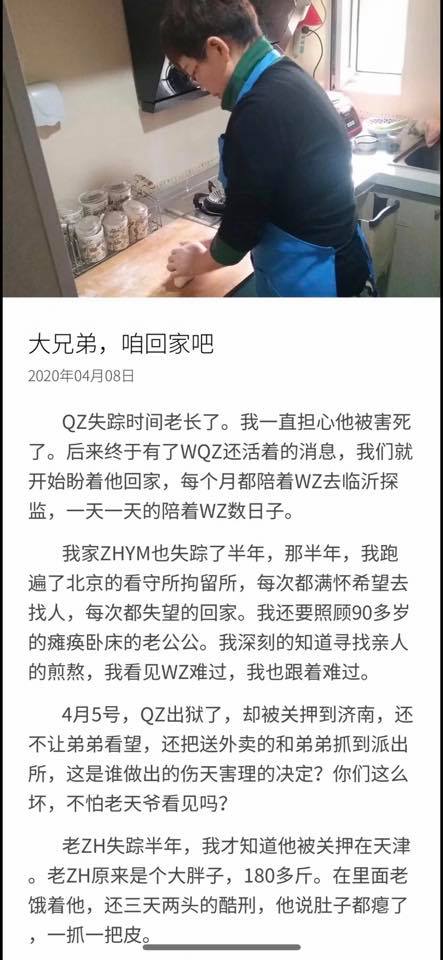 大兄弟，咱回家吧
2020年04月08日
QZ失踪时间老长了。我一直担心他被害死
了。后来终于有了WQZ还活着的消息，我们就
开始盼着他回家，每个月都陪着WZ去临沂探
监，一天一天的陪着WZ数日子。
我家ZHYM也失踪了半年，那半年，我跑
遍了北京的看守所拘留所，每次都满怀希望去
找人，每次都失望的回家。我还要照顾90多岁
的瘫痪卧床的老公公。我深刻的知道寻找亲人
的煎熬，我看见WZ难过，我也跟着难过。
4月5号，QZ出狱了，却被关押到济南，还
不让弟弟看望，还把送外卖的和弟弟抓到派出
所，这是谁做出的伤天害理的决定？你们这么
坏，不怕老天爷看见吗？
老ZH失踪半年，我才知道他被关押在天津
。老ZH原来是个大胖子，180多斤。在里面老
饿着他，还三天两头的酷刑，他说肚子都瘪了
，一抓一把皮。